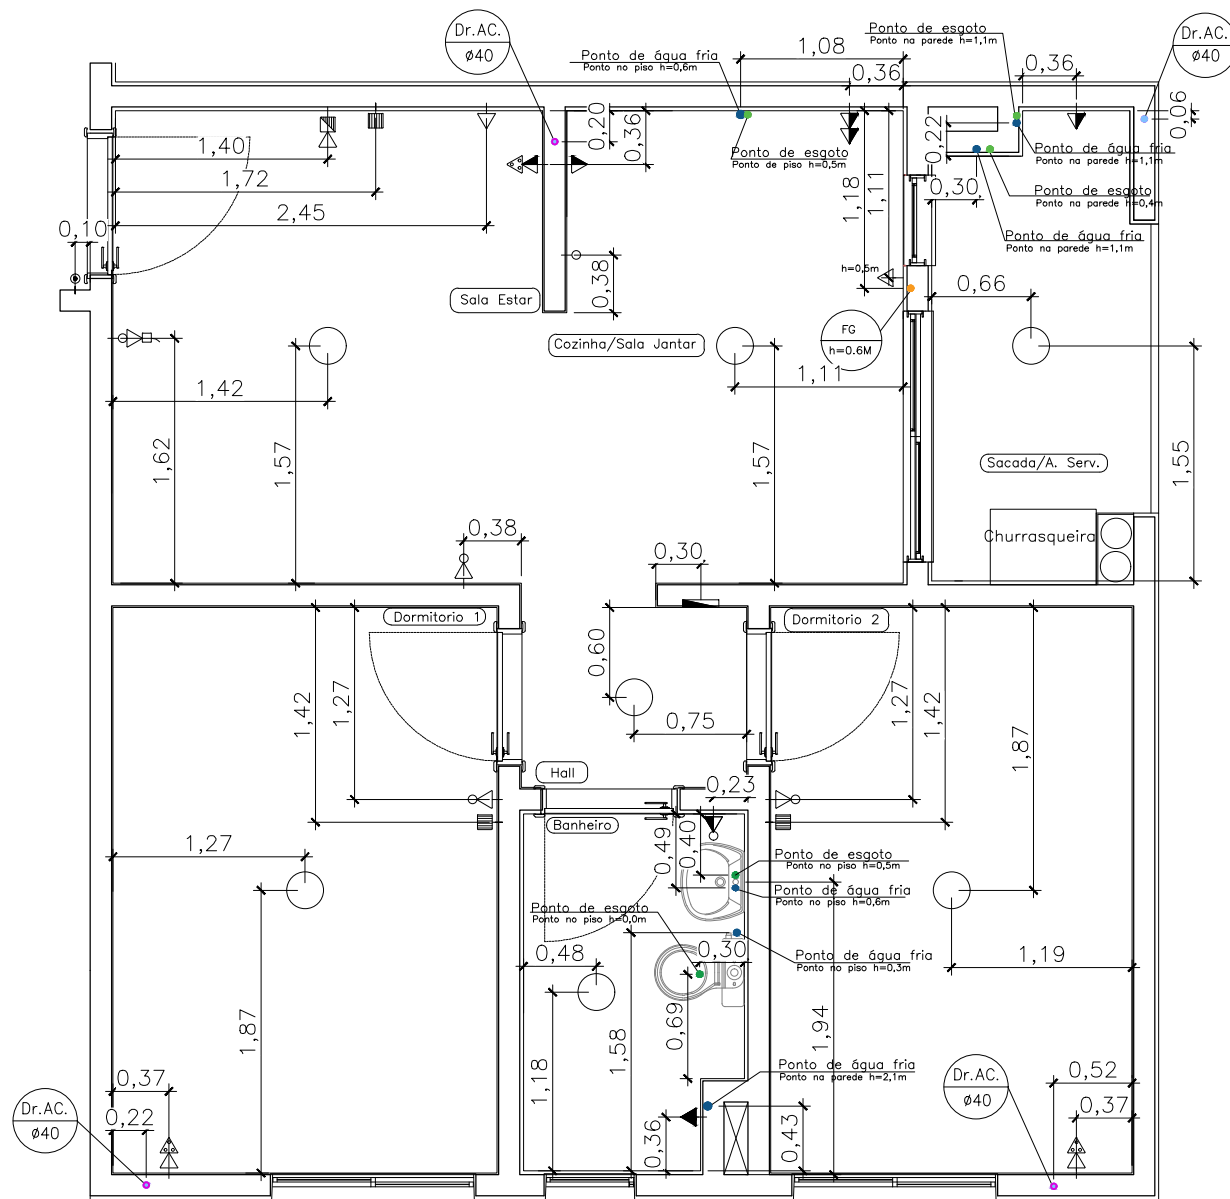 Dr.AC.
ø40
Ponto de água fria
Ponto no piso h=0,6m
1,08
0,36
Ponto de esgoto
Ponto na parede h=1,1m
0,36
Dr.AC.
ø40
0,06
1,40
1,72
2,45
0,10
0,20
0,36
Ponto de esgoto
Ponto de piso h=0,5m
0,22
Ponto de água fria
Ponto na parede h=1,1m
0,30
Ponto de esgoto
Ponto na parede h=0,4m
Ponto de água fria
Ponto na parede h=1,1m
1,18
1,11
h=0,5m
0,38
Sala Estar
Cozinha/Sala Jantar
FG
h=0.6M
0,66
1,42
1,11
1,62
1,57
1,57
1,55
Sacada/A. Serv.
Churrasqueira
0,38
0,30
Dormitorio 1
Dormitorio 2
0,60
0,75
1,42
1,27
1,27
1,42
1,87
Hall
0,23
Banheiro
0,49
0,40
1,27
Ponto de esgoto
Ponto no piso h=0,5m
Ponto de água fria
Ponto no piso h=0,6m
Ponto de esgoto
Ponto no piso h=0,0m
Ponto de água fria
Ponto no piso h=0,3m
0,48
0,30
1,19
1,87
1,18
1,58
0,69
1,94
Ponto de água fria
Ponto na parede h=2,1m
0,37
0,22
Dr.AC.
ø40
0,36
0,43
Dr.AC.
ø40
0,52
0,37